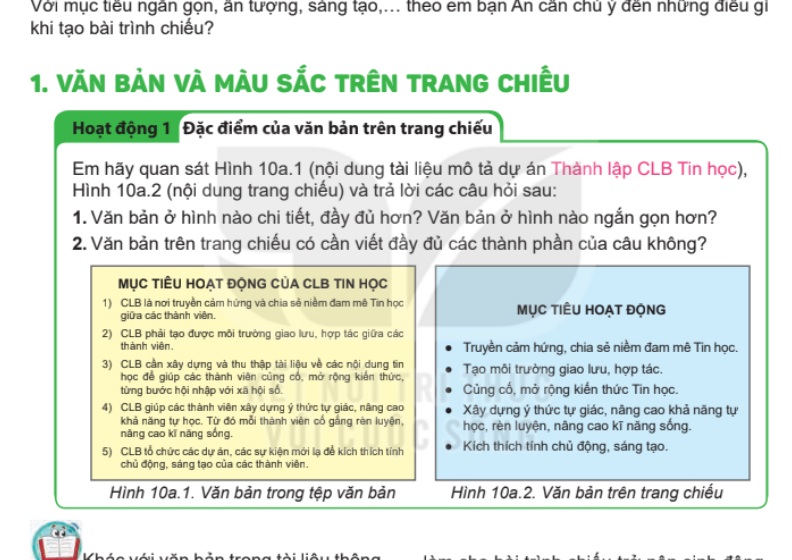 Với mục tiêu ngắn gọn, ấn tượng, sáng tạo,... theo em bạn An cần chú ý đến những điều gì
khi tạo bài trình chiếu?
1. VĂN BẢN VÀ MÀU SẮC TRÊN TRANG CHIẾU
Hoạt động 1 Đặc điểm của văn bản trên trang chiếu
Em hãy quan sát Hình 10a.1 (nội dung tài liệu mô tả dự án Thành lập CLB Tin học),
Hình 10a.2 (nội dung trang chiếu) và trả lời các câu hỏi sau:
1. Văn bản ở hình nào chi tiết, đầy đủ hơn? Văn bản ở hình nào ngắn gọn hơn?
2. Văn bản trên trang chiếu có cần viết đầy đủ các thành phần của câu không?
MỤC TIÊU HOẠT ĐỘNG CỦA CLB TIN HỌC
1) CLB là nơi truyền cảm hứng và chia sẻ niềm đam mê Tin học
giữa các thành viên.
2) CLB phải tạo được môi trường giao lưu, hợp tác giữa các
thành viên.
3) CLB cần xây dựng và thu thập tài liệu về các nội dung tin
học để giúp các thành viên củng cố, mở rộng kiến thức,
từng bước hội nhập với xã hội số.
4) CLB giúp các thành viên xây dựng ý thức tự giác, nâng cao
khả năng tự học. Từ đó mỗi thành viên cố gắng rèn luyện,
nâng cao kĩ năng sống.
5) CLB tổ chức các dự án, các sự kiện mới lạ để kích thích tính
chủ động, sáng tạo của các thành viên.
Hình 10a.1. Văn bản trong tệp văn bản
MỤC TIÊU HOẠT ĐỘNG
• Truyền cảm hứng, chia sẻ niềm đam mê Tin học.
• Tạo môi trường giao lưu, hợp tác.
• Củng cố, mở rộng kiến thức Tin học.
• Xây dựng ý thức tự giác, nâng cao khả năng tự
học, rèn luyện, nâng cao kĩ năng sống.
• Kích thích tính chủ động, sáng tạo.
Hình 10a.2. Văn bản trên trang chiếu
KẾT NỐI TRI THỨC
VỚI CUỘC SỐNG
Khác với văn bản trong tài liệu thông
làm cho bài trình chiếu trở nên sinh động